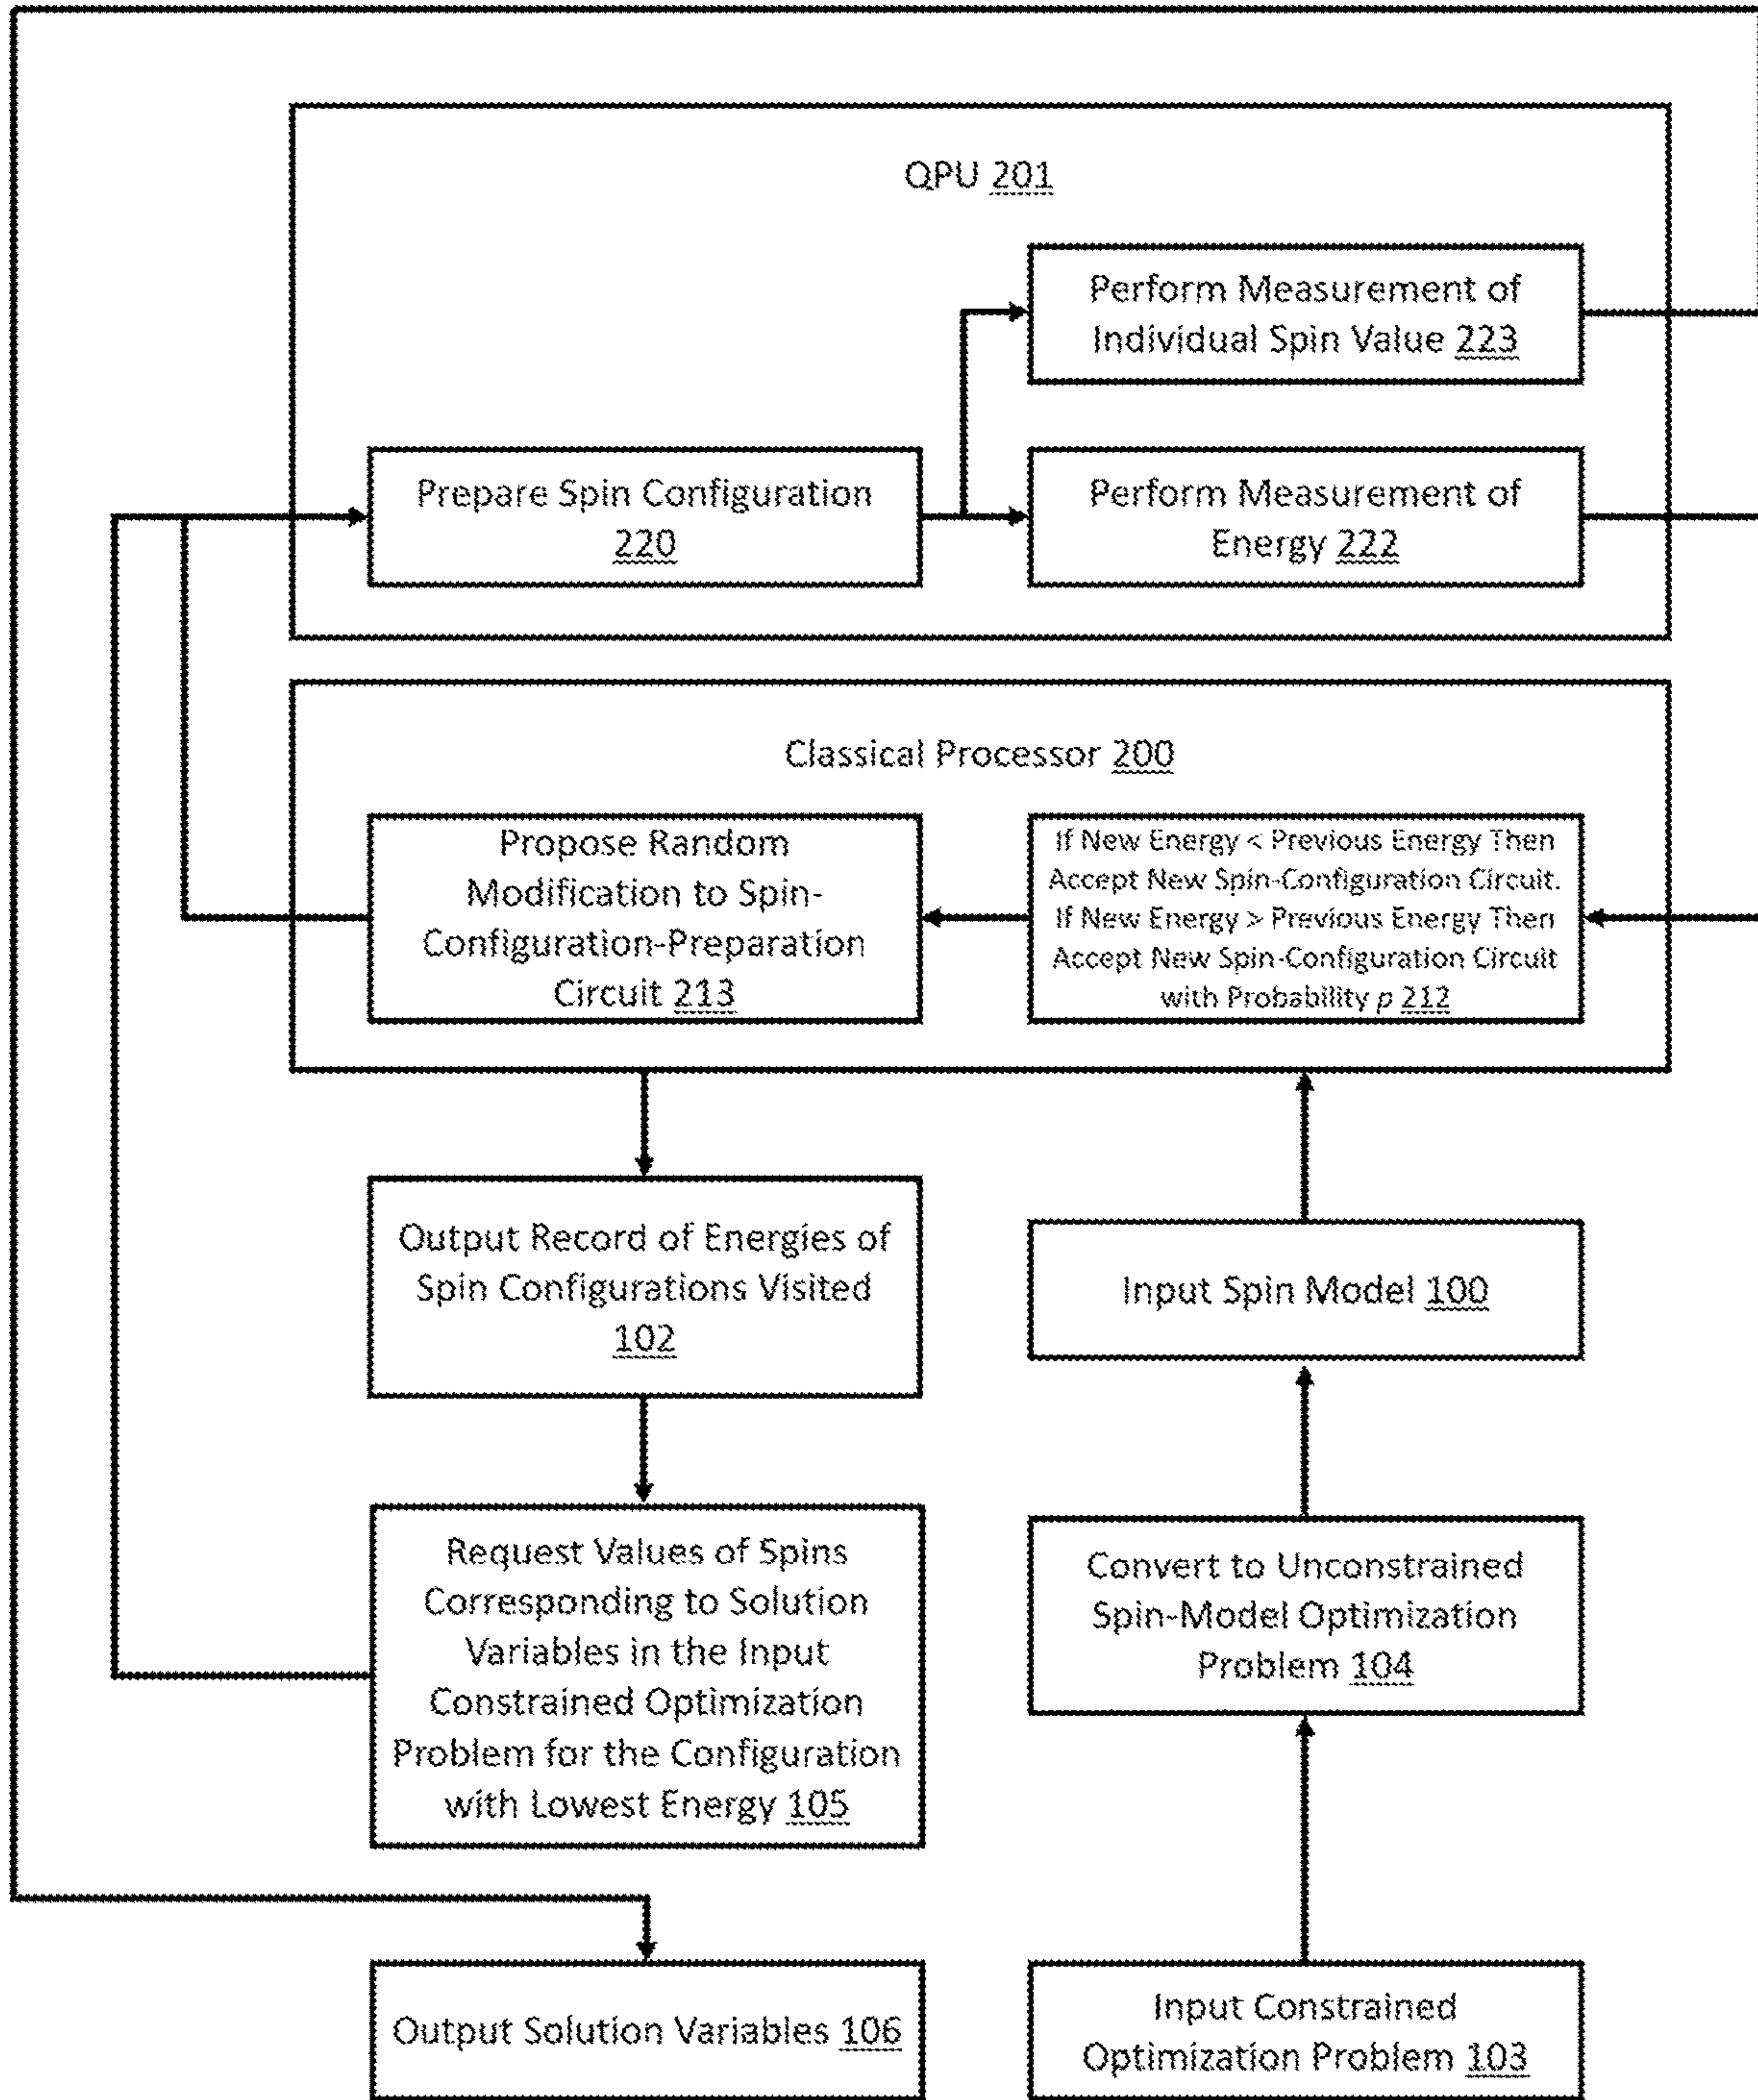 QPU 201
Perform Measurement of
Individual Spin Value 223
Prepare Spin Configuration
220
Perform Measurement of
Energy 222
Classical Processor 200
Propose Random
Modification to Spin-
Configuration-Preparation
Circuit 213
If New Energy < Previous Energy Then
Accept New Spin-Configuration Circuit.
If New Energy > Previous Energy Then
Accept New Spin-Configuration Circuit
with Probability p 212
Output Record of Energies of
Spin Configurations Visited
102
Input Spin Model 100
Request Values of Spins
Corresponding to Solution
Variables in the Input
Constrained Optimization
Problem for the Configuration
with Lowest Energy 105
Convert to Unconstrained
Spin-Model Optimization
Problem 104
Output Solution Variables 106
Input Constrained
Optimization Problem 103